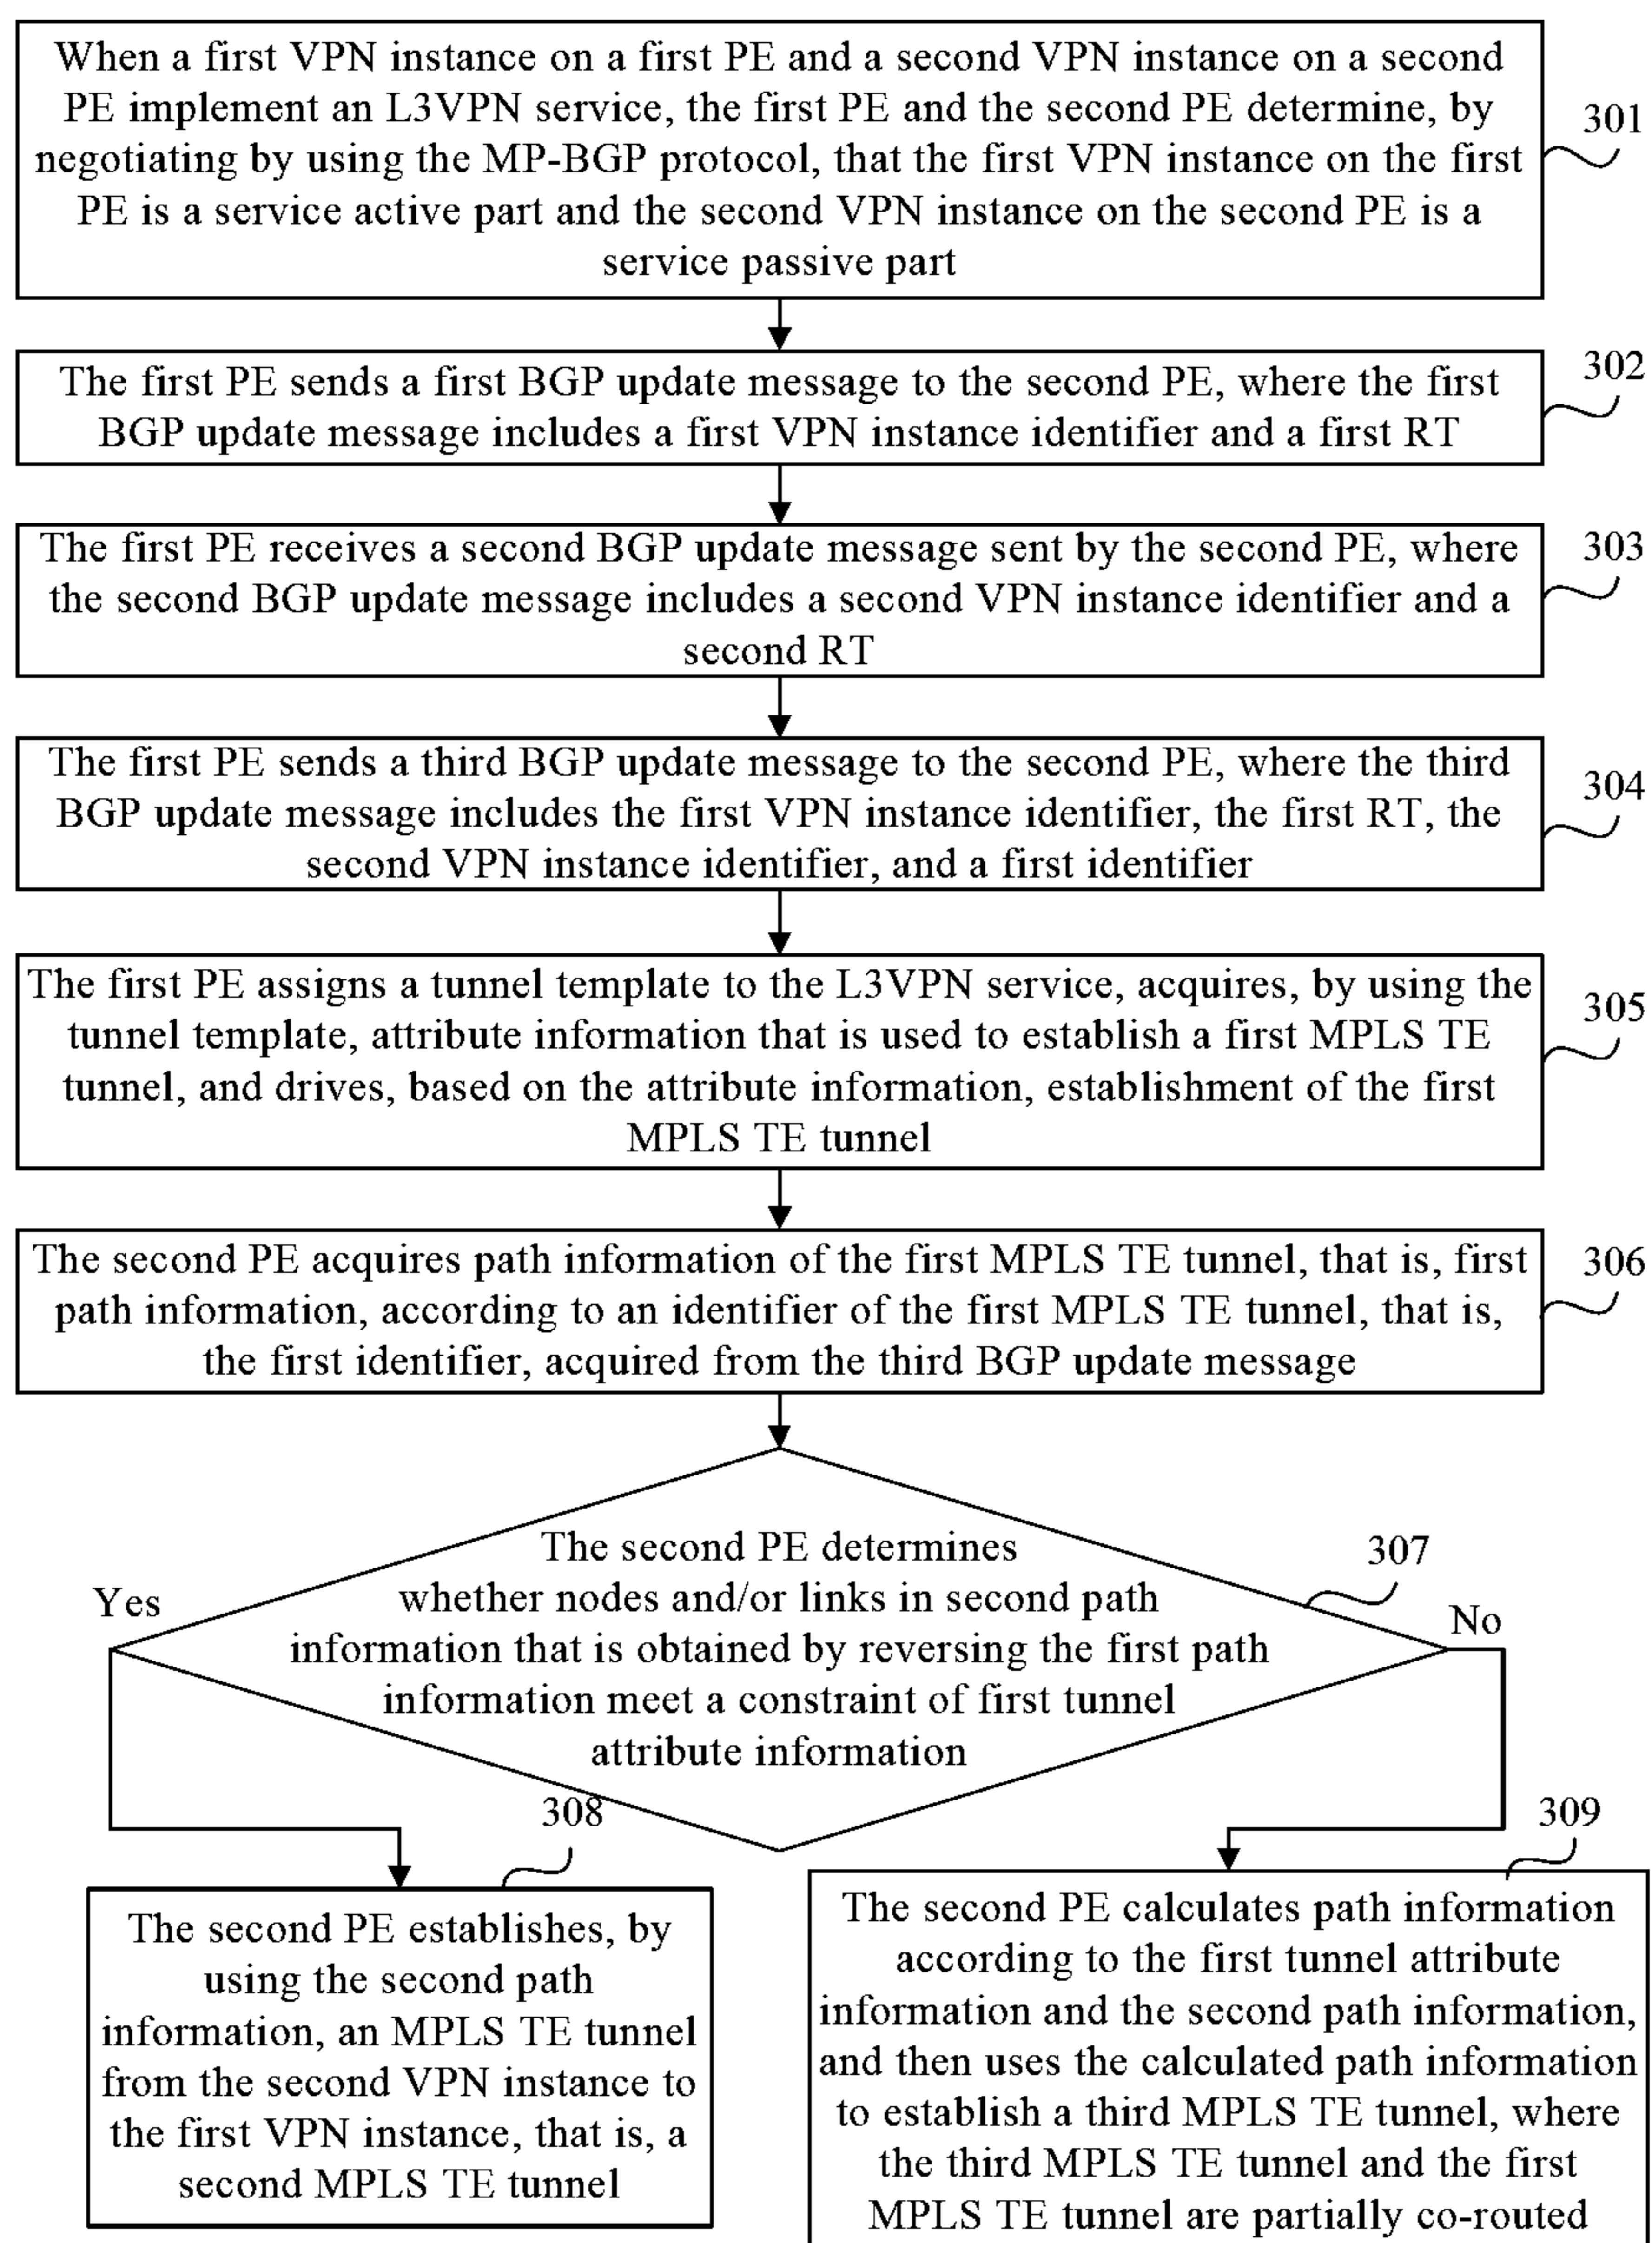 When a first VPN instance on a first PE and a second VPN instance on a second
PE implement an L3VPN service, the first PE and the second PE determine, by
negotiating by using the MP-BGP protocol, that the first VPN instance on the first
PE is a service active part and the second VPN instance on the second PE is a
service passive part
301
The first PE sends a first BGP update message to the second PE, where the first
BGP update message includes a first VPN instance identifier and a first RT
302
The first PE receives a second BGP update message sent by the second PE, where
the second BGP update message includes a second VPN instance identifier and a
second RT
303
The first PE sends a third BGP update message to the second PE, where the third
BGP update message includes the first VPN instance identifier, the first RT, the
second VPN instance identifier, and a first identifier
304
The first PE assigns a tunnel template to the L3VPN service, acquires, by using the
tunnel template, attribute information that is used to establish a first MPLS TE
tunnel, and drives, based on the attribute information, establishment of the first
MPLS TE tunnel
305
The second PE acquires path information of the first MPLS TE tunnel, that is, first
path information, according to an identifier of the first MPLS TE tunnel, that is,
the first identifier, acquired from the third BGP update message
306
The second PE determines
whether nodes and/or links in second path
information that is obtained by reversing the first path
information meet a constraint of first tunnel
attribute information
307
Yes
No
308
The second PE establishes, by
using the second path
information, an MPLS TE tunnel
from the second VPN instance to
the first VPN instance, that is, a
second MPLS TE tunnel
309
The second PE calculates path information
according to the first tunnel attribute
information and the second path information,
and then uses the calculated path information
to establish a third MPLS TE tunnel, where
the third MPLS TE tunnel and the first
MPLS TE tunnel are partially co-routed